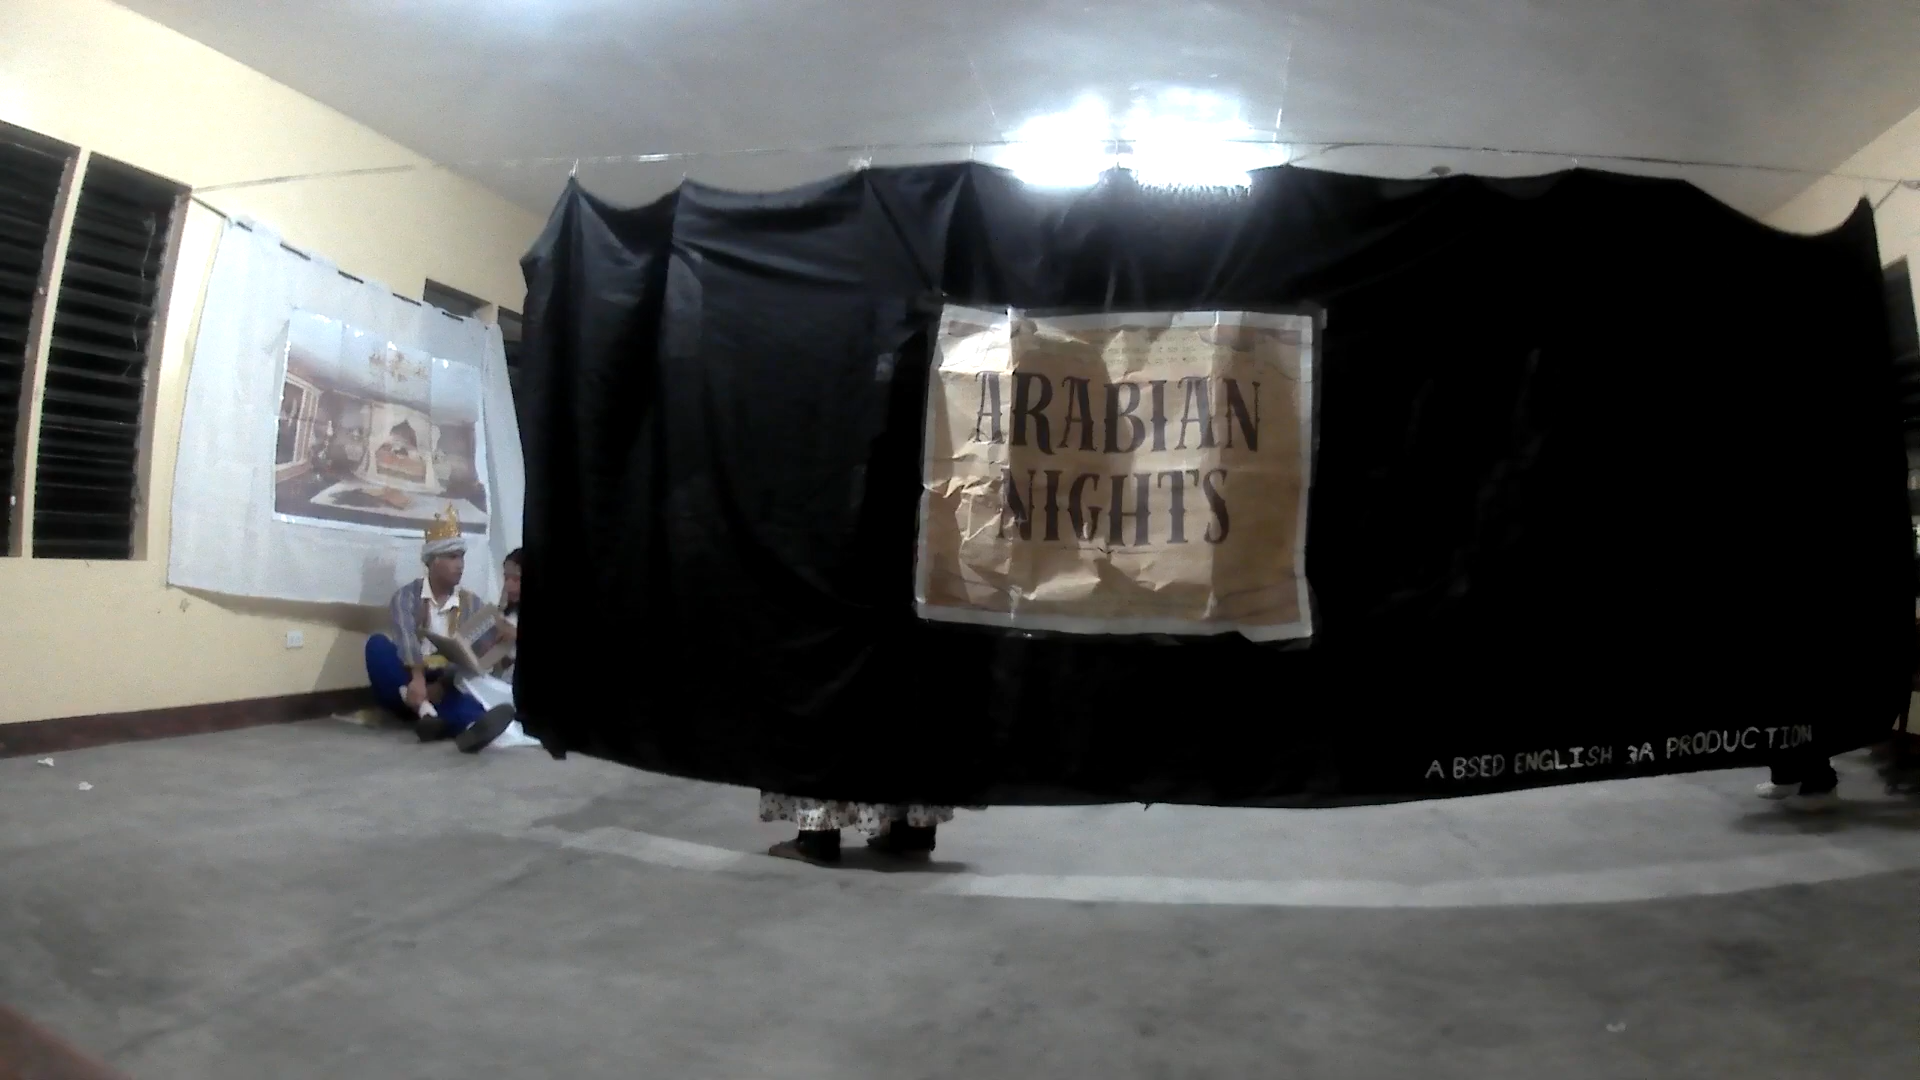 ARABIAN
NIGHTS
A BSED ENGLISH 3A PRODUCTION